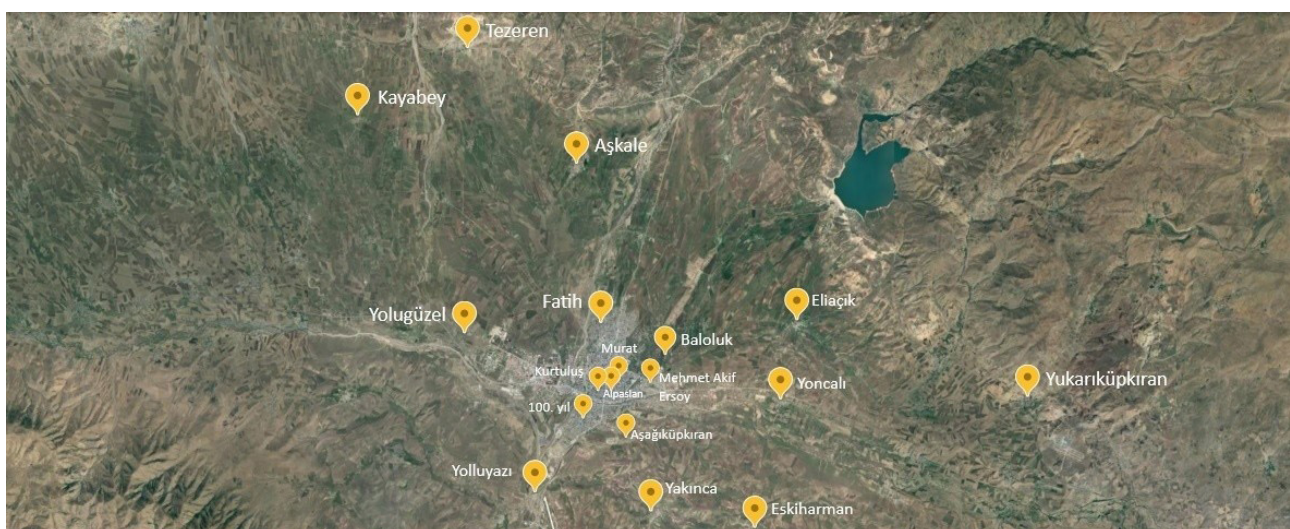 Tezeren
Kayabey
Aşkale
Fatih
Eliaçık
Yolugüzel
Baloluk
Murat
Kurtuluş
Mehmet Akif
Ersoy
Yoncalı
Yukarıküpkıran
Alpaslan
100. yıl
Aşağıküpkıran
Yolluyazı
Yakınca
Eskiharman